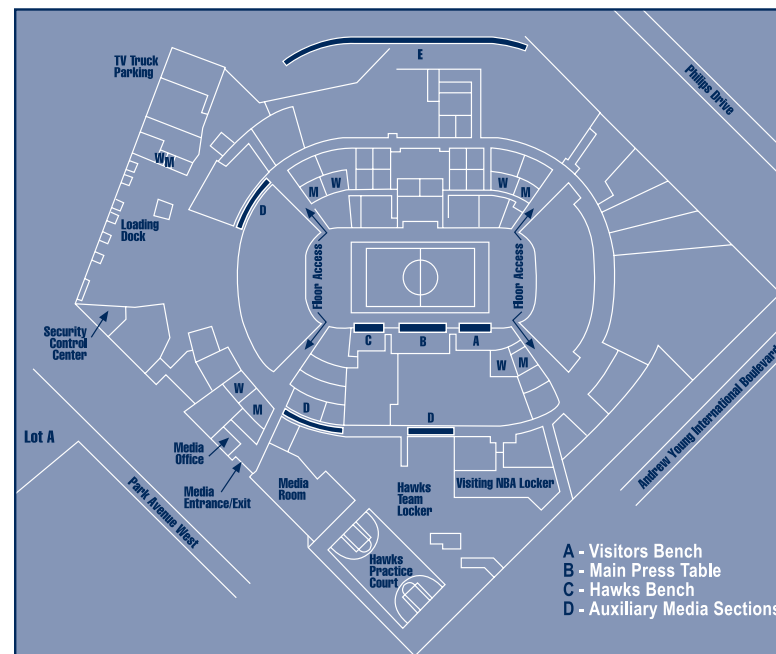 E
TV Truck
Parking
Philips Drive
W M
W
M
W
M
D
Loading
Dock
Floor Access
Floor Access
Security
Control
Center
C
B
A
W
M
W
M
D
D
Lot A
Media
Office
Media
Entrance/Exit
Park Avenue West
Media
Room
Hawks
Team
Locker
Visiting NBA Locker
Andrew Young International Boulevard
Hawks
Practice
Court
A - Visitors Bench
B - Main Press Table
C - Hawks Bench
D - Auxiliary Media Sections